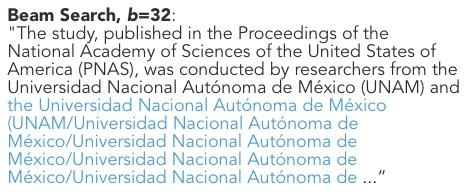 Beam Search, b=32:
"The study, published in the Proceedings of the
National Academy of Sciences of the United States of
America (PNAS), was conducted by researchers from the
Universidad Nacional Autónoma de México (UNAM) and
the Universidad Nacional Autónoma de México
(UNAM/Universidad Nacional Autónoma de
México/Universidad Nacional Autónoma de
México/Universidad Nacional Autónoma de
México/Universidad Nacional Autónoma de ..."